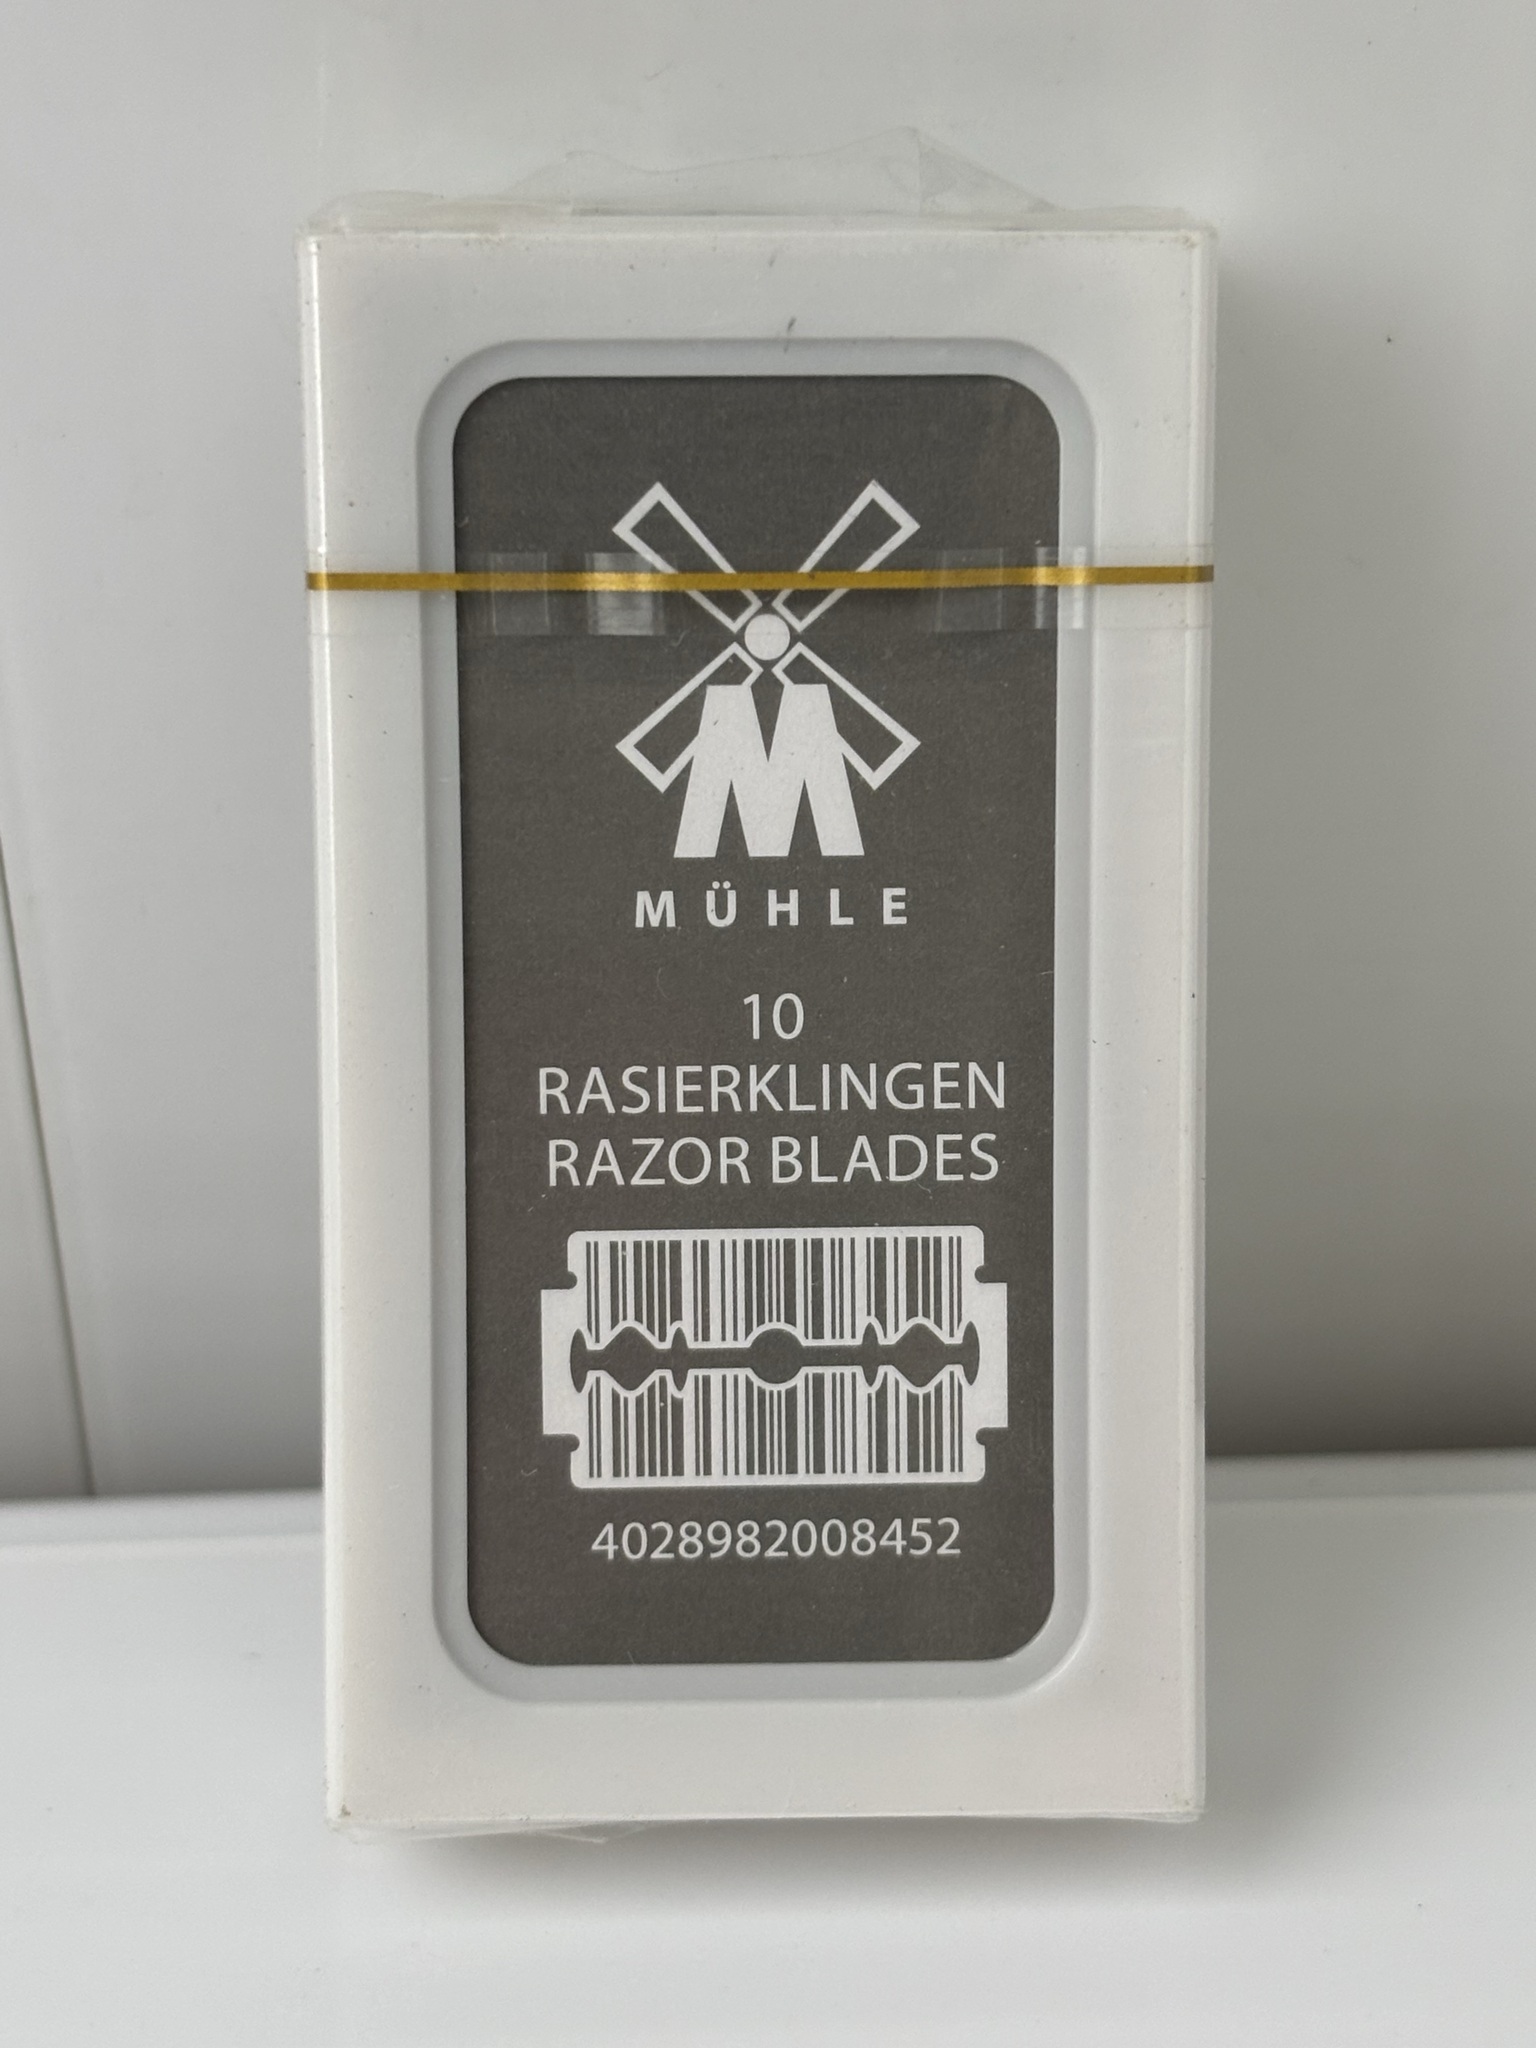 MÜHLE
10
RASIERKLINGEN
RAZOR BLADES
4028982008452